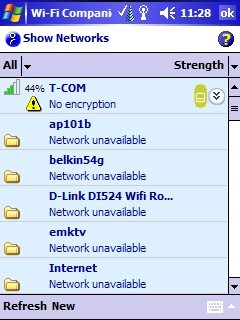 Wi-Fi Compani 11:28 ok
Show Networks ?
All Strength
44% T-COM
No encryption
ap101b
Network unavailable
belkin54g
Network unavailable
D-Link DI524 Wifi Ro...
Network unavailable
emktv
Network unavailable
Internet
Network unavailable
Refresh New